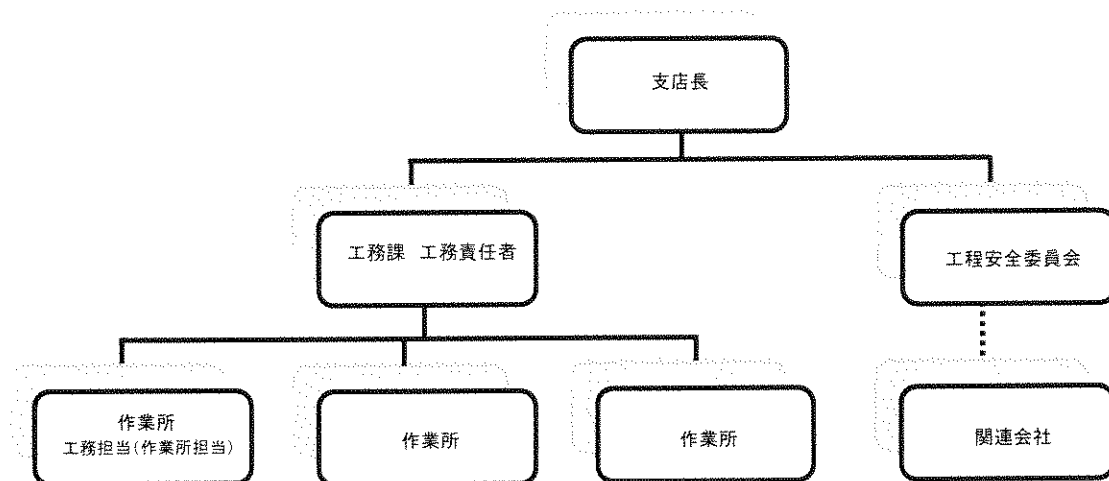 支店長
工務課 工務責任者
工程安全委員会
作業所
工務担当(作業所担当)
作業所
作業所
関連会社